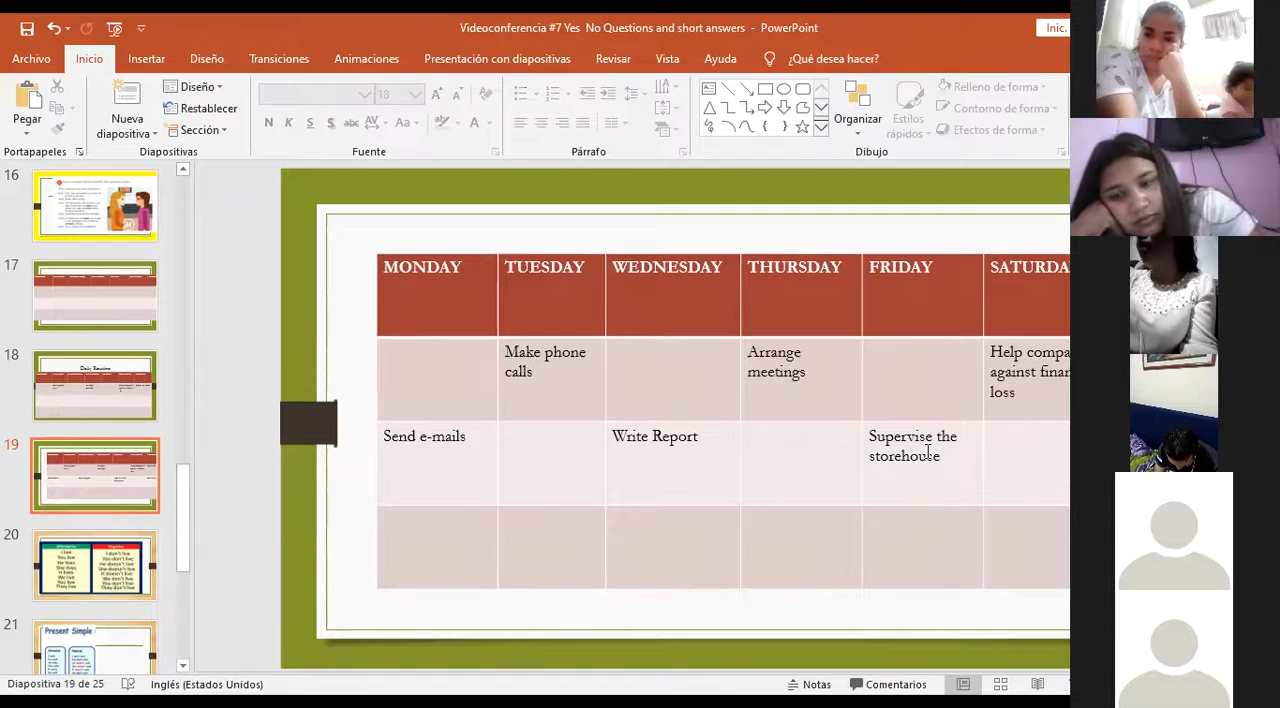 Videoconferencia #7 Yes No Questions and short answers - PowerPoint
Inic.
Archivo Inicio Insertar Diseño Transiciones Animaciones Presentación con diapositivas Revisar Vista Ayuda ¿Qué desea hacer?
Pegar
Nueva
diapositiva
Diseño
Restablecer
Sección
18
N K S S abc AV Aa A
Organizar
Estilos
rápidos
Relleno de forma
Contorno de forma
Efectos de forma
Portapapeles Diapositivas Fuente Párrafo Dibujo
16
17
18
Daily Routine
19
20
21
Present Simple
MONDAY TUESDAY WEDNESDAY THURSDAY FRIDAY SATURDA
Make phone
calls
Arrange
meetings
Help compa
against finan
loss
Send e-mails
Write Report
Supervise the
storehouse
Diapositiva 19 de 25 Inglés (Estados Unidos) Notas Comentarios